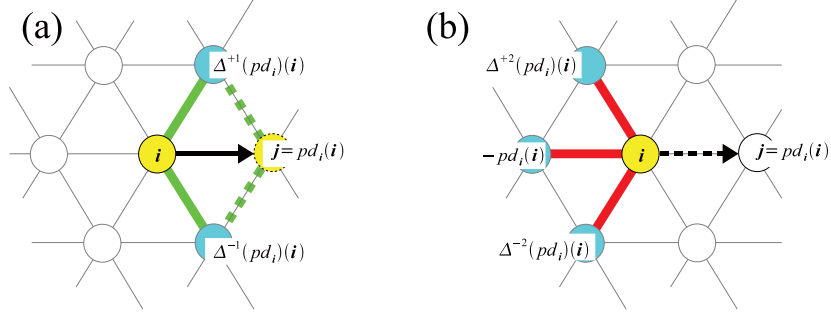 (a)
Δ⁺¹(pdᵢ)(i)
i
j=pdᵢ(i)
Δ⁻¹(pdᵢ)(i)
(b)
Δ⁺²(pdᵢ)(i)
−pdᵢ(i)
i
j=pdᵢ(i)
Δ⁻²(pdᵢ)(i)